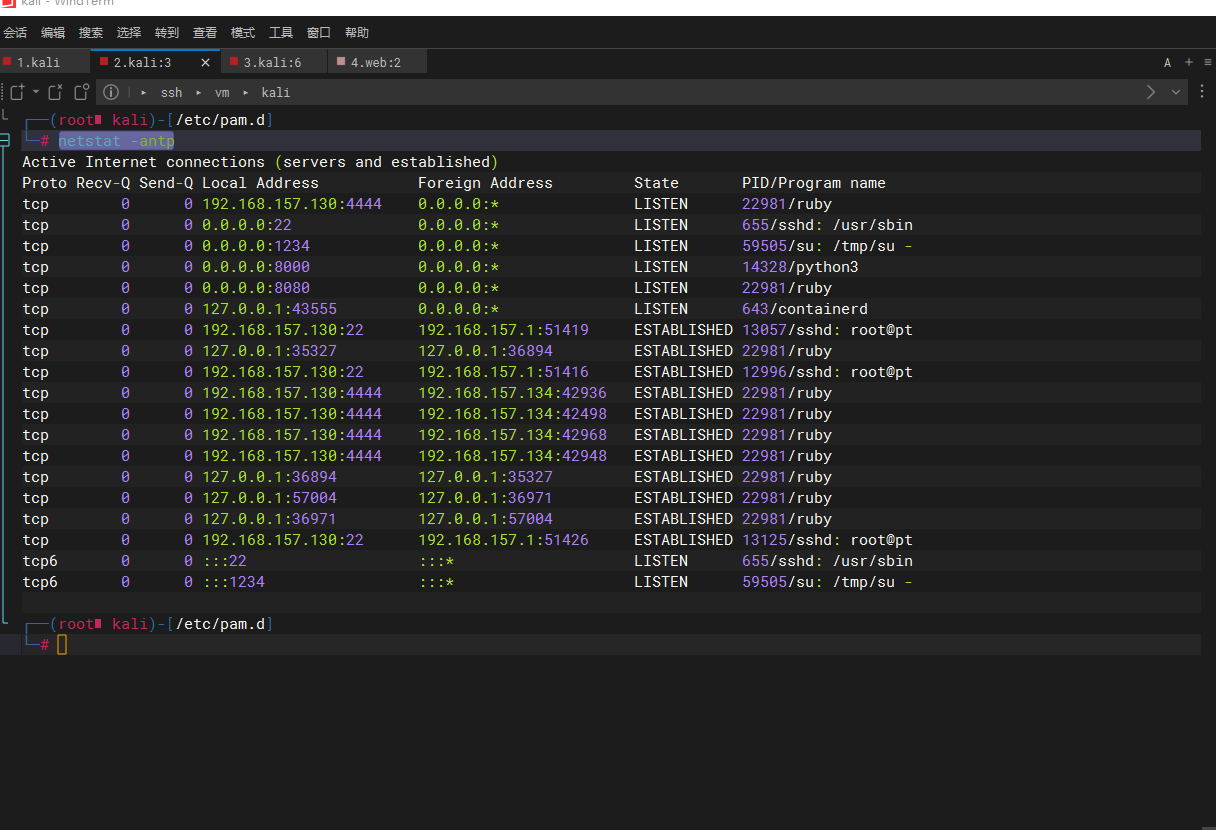 kali - WindTerm
会话 编辑 搜索 选择 转到 查看 模式 工具 窗口 帮助
1.kali 2.kali:3 × 3.kali:6 4.web:2 A + ≡
ssh ▸ vm ▸ kali
┌──(root kali)-[/etc/pam.d]
└─# netstat -antp
Active Internet connections (servers and established)
Proto Recv-Q Send-Q Local Address Foreign Address State PID/Program name
tcp 0 0 192.168.157.130:4444 0.0.0.0:* LISTEN 22981/ruby
tcp 0 0 0.0.0.0:22 0.0.0.0:* LISTEN 655/sshd: /usr/sbin
tcp 0 0 0.0.0.0:1234 0.0.0.0:* LISTEN 59505/su: /tmp/su -
tcp 0 0 0.0.0.0:8000 0.0.0.0:* LISTEN 14328/python3
tcp 0 0 0.0.0.0:8080 0.0.0.0:* LISTEN 22981/ruby
tcp 0 0 127.0.0.1:43555 0.0.0.0:* LISTEN 643/containerd
tcp 0 0 192.168.157.130:22 192.168.157.1:51419 ESTABLISHED 13057/sshd: root@pt
tcp 0 0 127.0.0.1:35327 127.0.0.1:36894 ESTABLISHED 22981/ruby
tcp 0 0 192.168.157.130:22 192.168.157.1:51416 ESTABLISHED 12996/sshd: root@pt
tcp 0 0 192.168.157.130:4444 192.168.157.134:42936 ESTABLISHED 22981/ruby
tcp 0 0 192.168.157.130:4444 192.168.157.134:42498 ESTABLISHED 22981/ruby
tcp 0 0 192.168.157.130:4444 192.168.157.134:42968 ESTABLISHED 22981/ruby
tcp 0 0 192.168.157.130:4444 192.168.157.134:42948 ESTABLISHED 22981/ruby
tcp 0 0 127.0.0.1:36894 127.0.0.1:35327 ESTABLISHED 22981/ruby
tcp 0 0 127.0.0.1:57004 127.0.0.1:36971 ESTABLISHED 22981/ruby
tcp 0 0 127.0.0.1:36971 127.0.0.1:57004 ESTABLISHED 22981/ruby
tcp 0 0 192.168.157.130:22 192.168.157.1:51426 ESTABLISHED 13125/sshd: root@pt
tcp6 0 0 :::22 :::* LISTEN 655/sshd: /usr/sbin
tcp6 0 0 :::1234 :::* LISTEN 59505/su: /tmp/su -
┌──(root kali)-[/etc/pam.d]
└─#